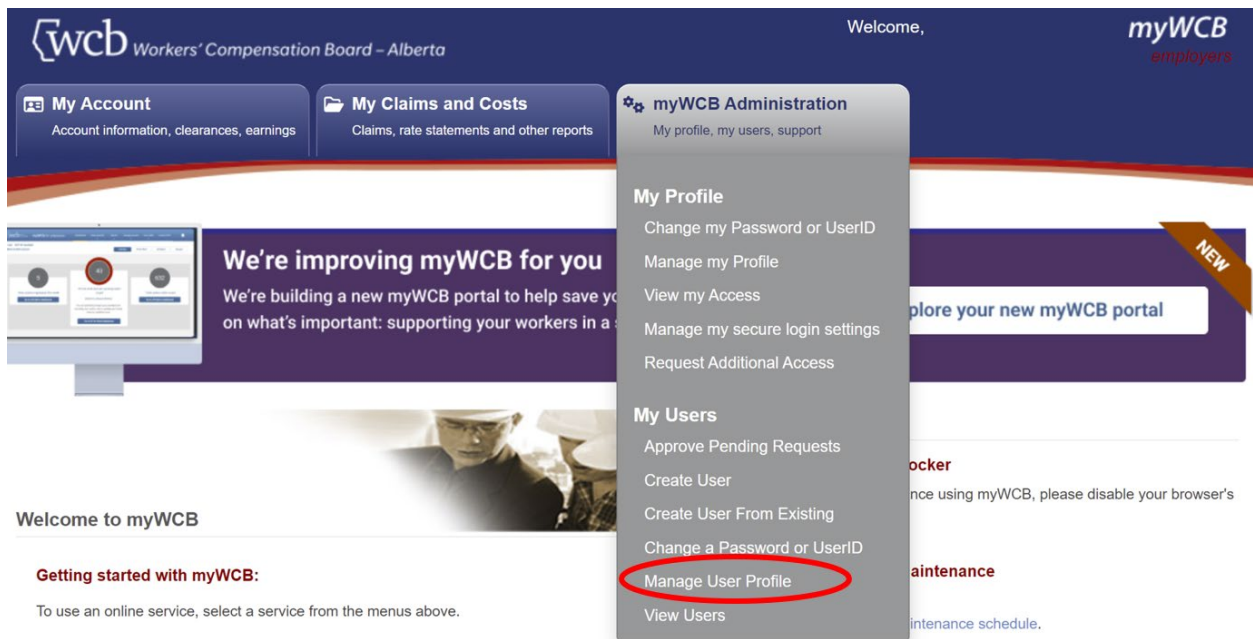 wcb Workers' Compensation Board – Alberta
Welcome,
myWCB
employers
My Account
Account information, clearances, earnings
My Claims and Costs
Claims, rate statements and other reports
myWCB Administration
My profile, my users, support
My Profile
Change my Password or UserID
Manage my Profile
View my Access
Manage my secure login settings
Request Additional Access
My Users
Approve Pending Requests
Create User
Create User From Existing
Change a Password or UserID
Manage User Profile
View Users
We're improving myWCB for you
We're building a new myWCB portal to help save yo
on what's important: supporting your workers in a s
NEW
plore your new myWCB portal
Welcome to myWCB
Getting started with myWCB:
To use an online service, select a service from the menus above.
ocker
nce using myWCB, please disable your browser's
aintenance
intenance schedule.